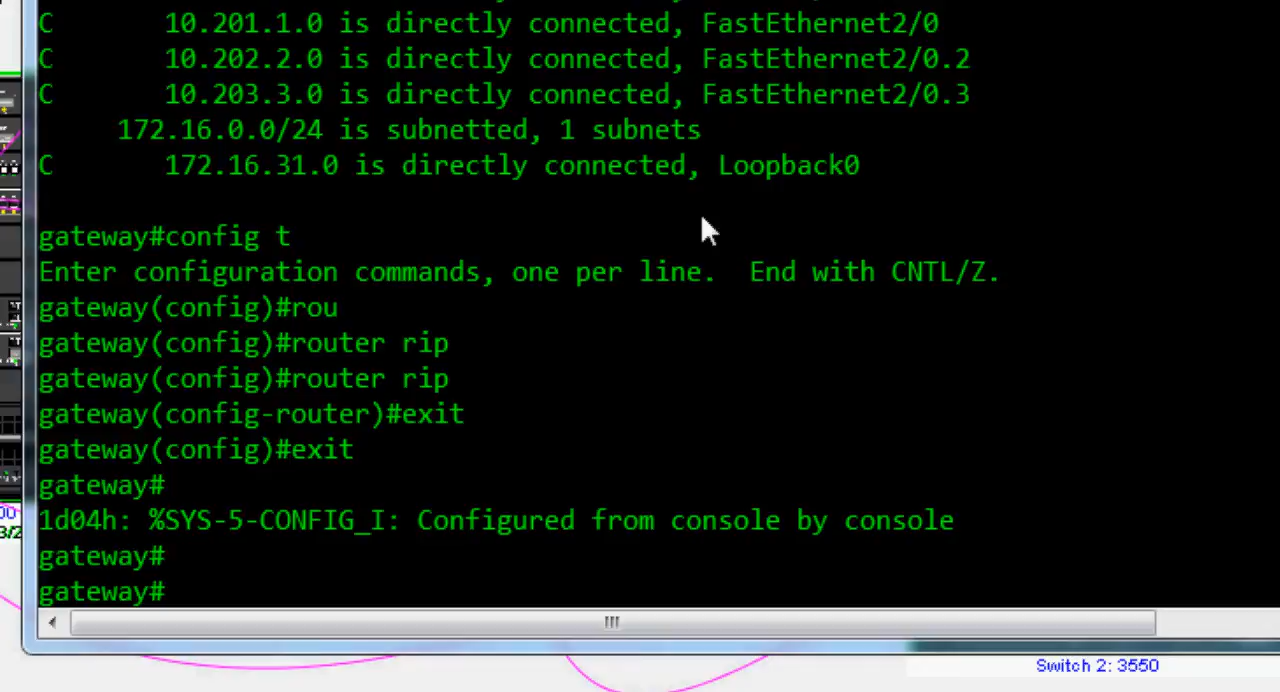 C       10.201.1.0 is directly connected, FastEthernet2/0
C       10.202.2.0 is directly connected, FastEthernet2/0.2
C       10.203.3.0 is directly connected, FastEthernet2/0.3
     172.16.0.0/24 is subnetted, 1 subnets
C       172.16.31.0 is directly connected, Loopback0
gateway#config t
Enter configuration commands, one per line.  End with CNTL/Z.
gateway(config)#rou
gateway(config)#router rip
gateway(config)#router rip
gateway(config-router)#exit
gateway(config)#exit
gateway#
1d04h: %SYS-5-CONFIG_I: Configured from console by console
gateway#
gateway#
Switch 2: 3550